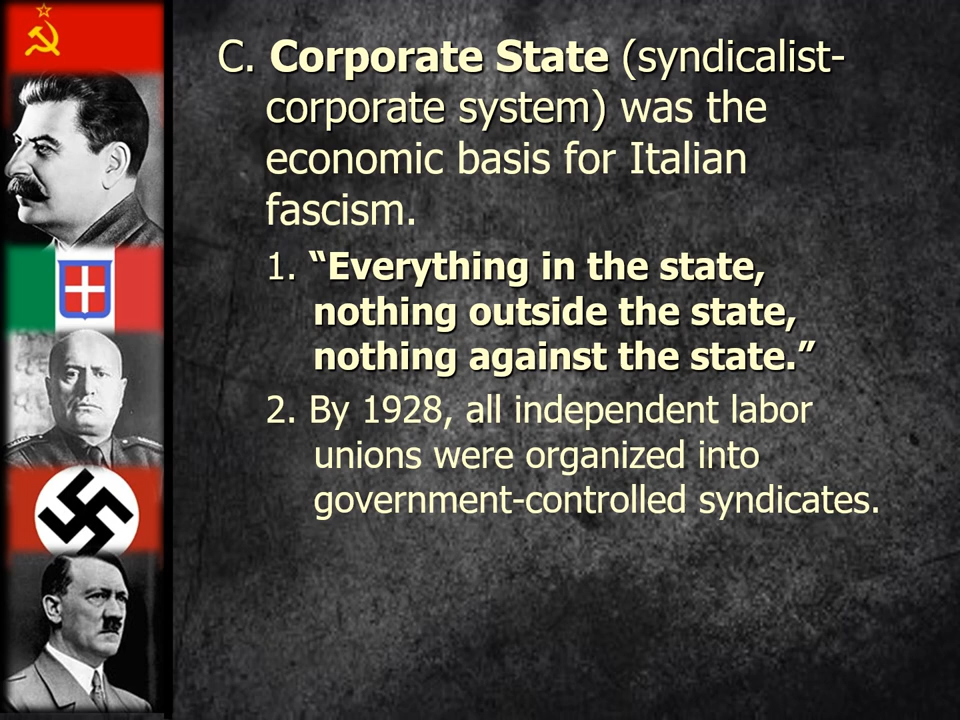 C. Corporate State (syndicalist-
corporate system) was the
economic basis for Italian
fascism.
1. “Everything in the state,
nothing outside the state,
nothing against the state.”
2. By 1928, all independent labor
unions were organized into
government-controlled syndicates.